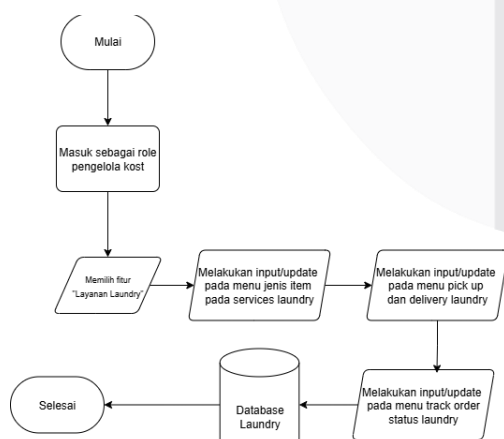 Mulai
Masuk sebagai role
pengelola kost
Memilih fitur
"Layanan Laundry"
Melakukan input/update
pada menu jenis item
pada services laundry
Melakukan input/update
pada menu pick up
dan delivery laundry
Melakukan input/update
pada menu track order
status laundry
Database
Laundry
Selesai